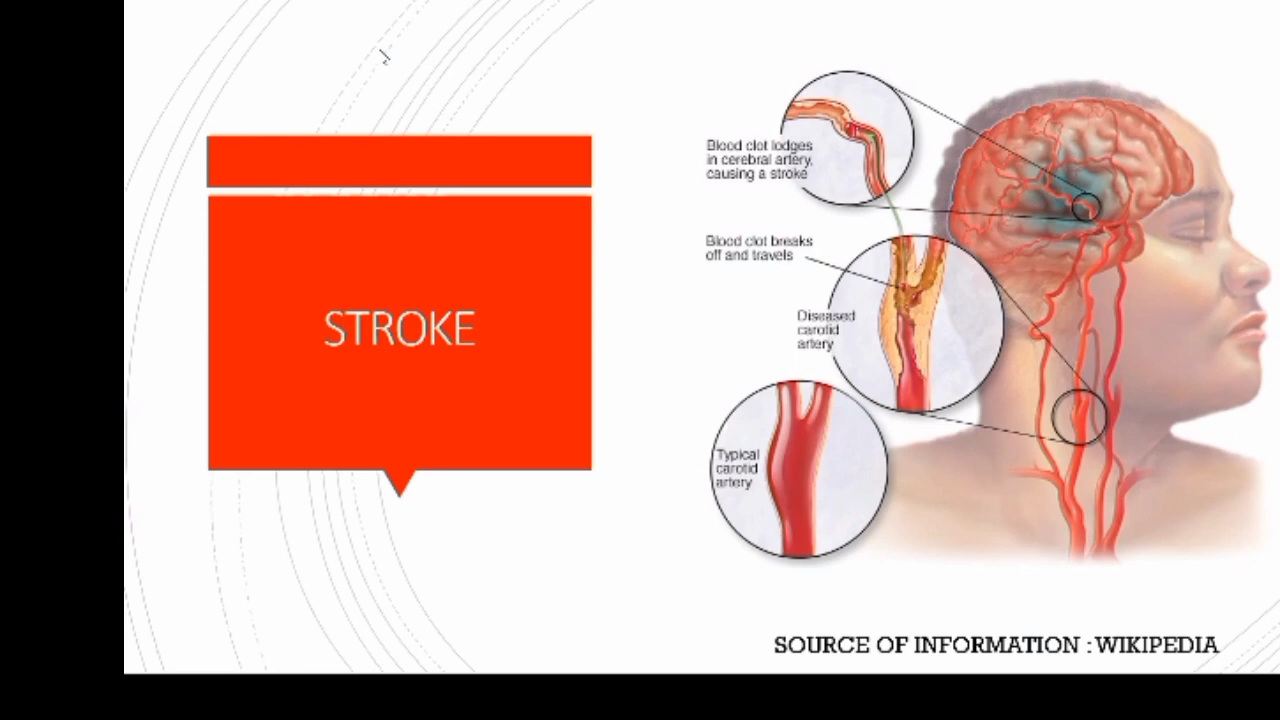 STROKE
Blood clot lodges
in cerebral artery,
causing a stroke
Blood clot breaks
off and travels
Diseased
carotid
artery
Typical
carotid
artery
SOURCE OF INFORMATION : WIKIPEDIA